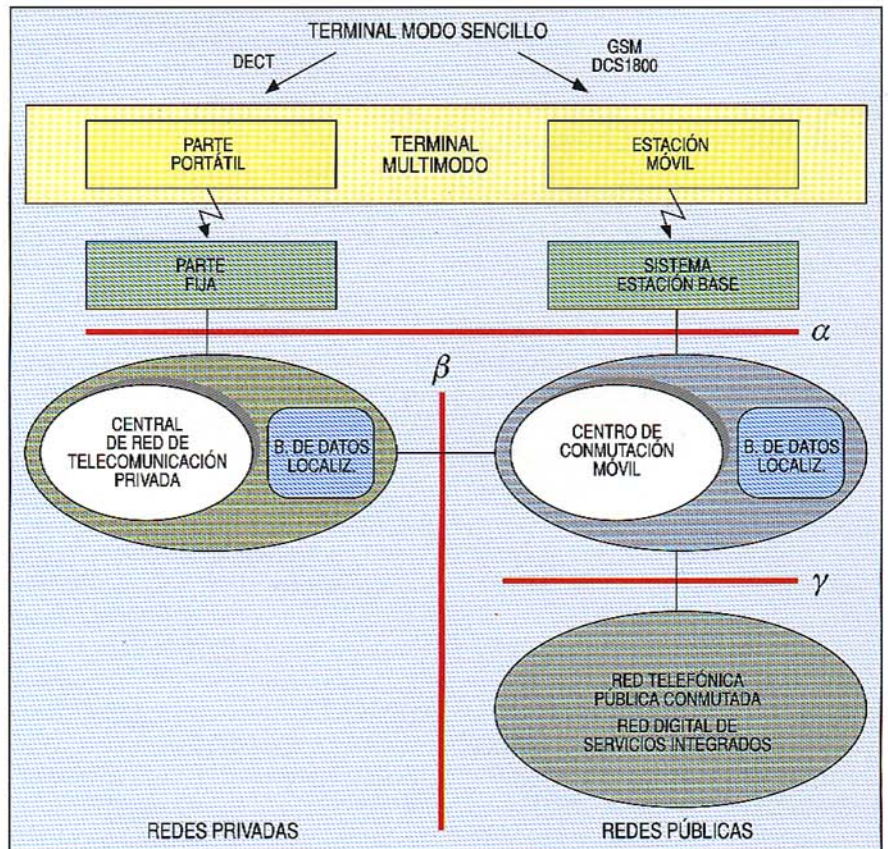 TERMINAL MODO SENCILLO
DECT
GSM
DCS1800
PARTE
PORTÁTIL
TERMINAL
MULTIMODO
ESTACIÓN
MÓVIL
PARTE
FIJA
SISTEMA
ESTACIÓN BASE
α
β
CENTRAL
DE RED DE
TELECOMUNICACIÓN
PRIVADA
B. DE DATOS
LOCALIZ.
CENTRO DE
CONMUTACIÓN
MÓVIL
B. DE DATOS
LOCALIZ.
γ
RED TELEFÓNICA
PÚBLICA CONMUTADA
RED DIGITAL DE
SERVICIOS INTEGRADOS
REDES PRIVADAS
REDES PÚBLICAS